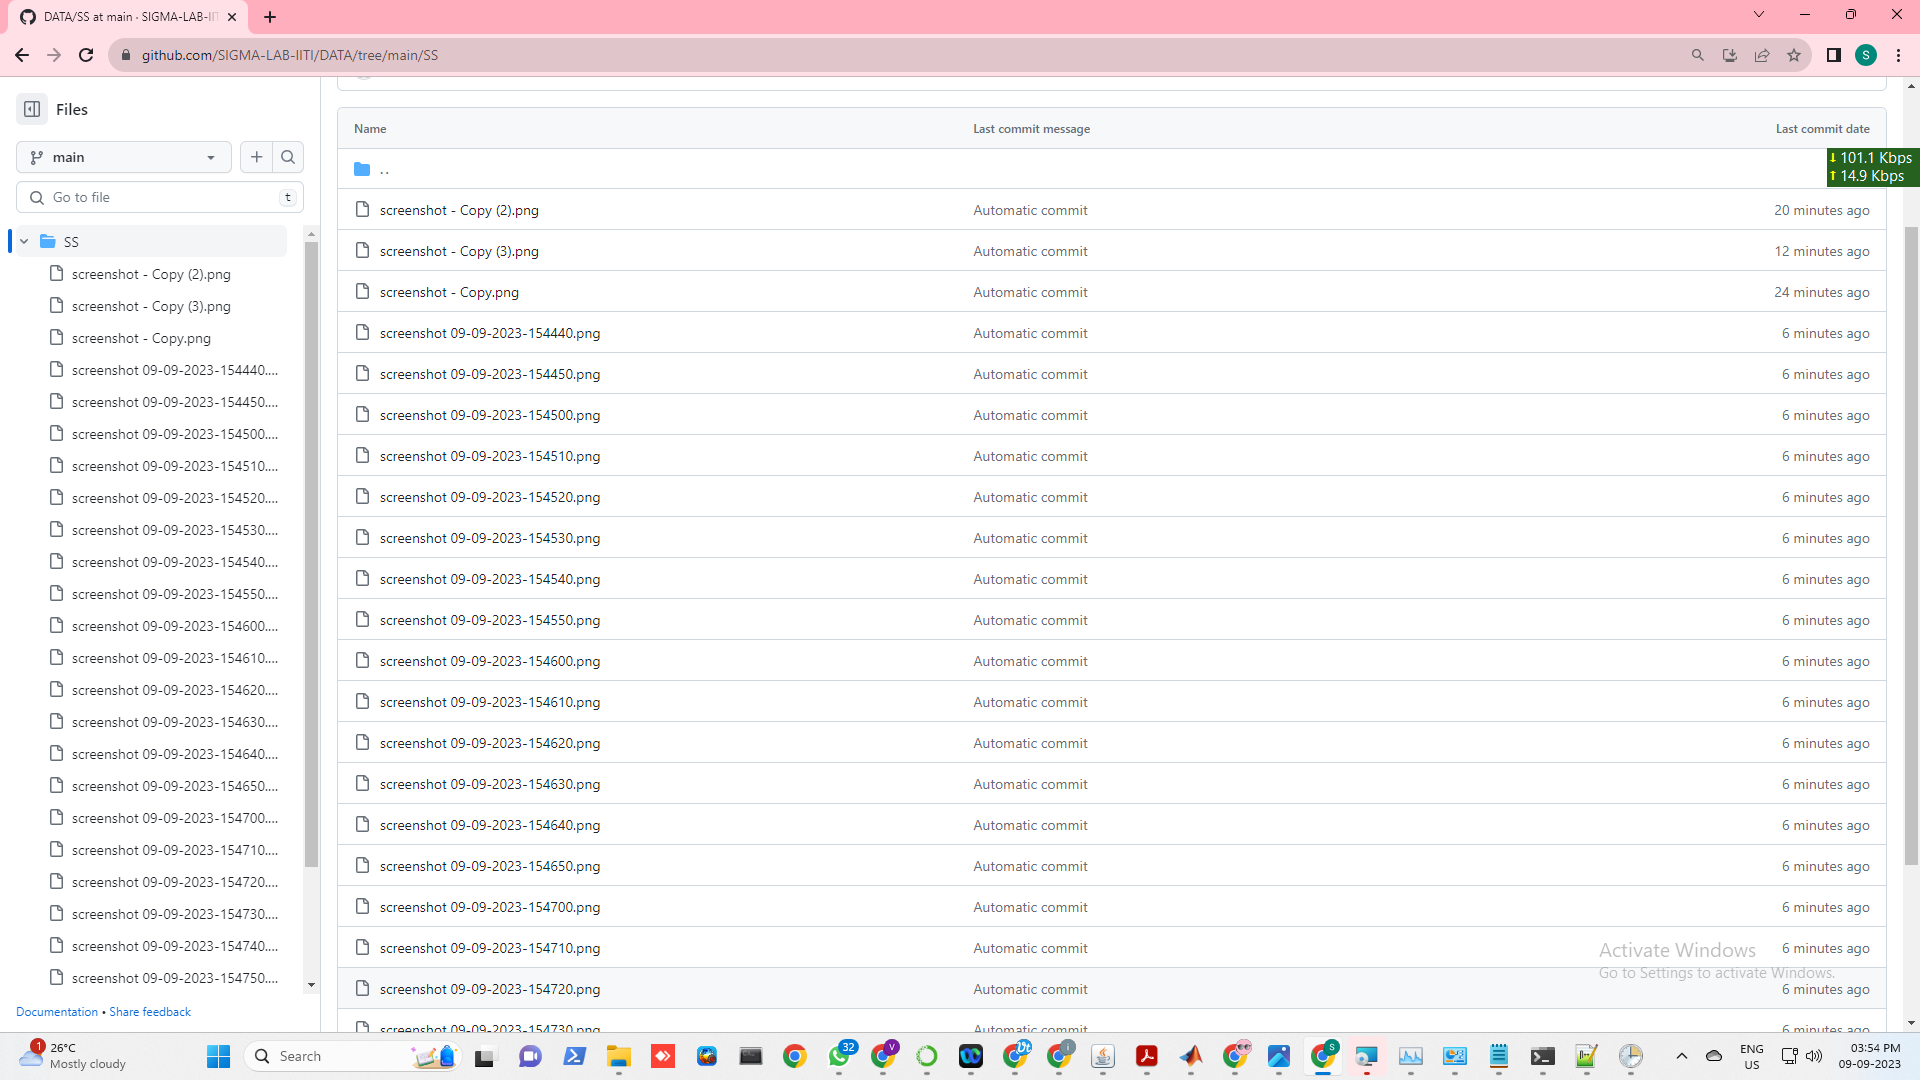 DATA/SS at main · SIGMA-LAB-IIT
github.com/SIGMA-LAB-IITI/DATA/tree/main/SS
S
Files
main
Go to file
t
SS
screenshot - Copy (2).png
screenshot - Copy (3).png
screenshot - Copy.png
screenshot 09-09-2023-154440....
screenshot 09-09-2023-154450....
screenshot 09-09-2023-154500....
screenshot 09-09-2023-154510....
screenshot 09-09-2023-154520....
screenshot 09-09-2023-154530....
screenshot 09-09-2023-154540....
screenshot 09-09-2023-154550....
screenshot 09-09-2023-154600....
screenshot 09-09-2023-154610....
screenshot 09-09-2023-154620....
screenshot 09-09-2023-154630....
screenshot 09-09-2023-154640....
screenshot 09-09-2023-154650....
screenshot 09-09-2023-154700....
screenshot 09-09-2023-154710....
screenshot 09-09-2023-154720....
screenshot 09-09-2023-154730....
screenshot 09-09-2023-154740....
screenshot 09-09-2023-154750....
Documentation • Share feedback
Name Last commit message Last commit date
..
101.1 Kbps
14.9 Kbps
screenshot - Copy (2).png Automatic commit 20 minutes ago
screenshot - Copy (3).png Automatic commit 12 minutes ago
screenshot - Copy.png Automatic commit 24 minutes ago
screenshot 09-09-2023-154440.png Automatic commit 6 minutes ago
screenshot 09-09-2023-154450.png Automatic commit 6 minutes ago
screenshot 09-09-2023-154500.png Automatic commit 6 minutes ago
screenshot 09-09-2023-154510.png Automatic commit 6 minutes ago
screenshot 09-09-2023-154520.png Automatic commit 6 minutes ago
screenshot 09-09-2023-154530.png Automatic commit 6 minutes ago
screenshot 09-09-2023-154540.png Automatic commit 6 minutes ago
screenshot 09-09-2023-154550.png Automatic commit 6 minutes ago
screenshot 09-09-2023-154600.png Automatic commit 6 minutes ago
screenshot 09-09-2023-154610.png Automatic commit 6 minutes ago
screenshot 09-09-2023-154620.png Automatic commit 6 minutes ago
screenshot 09-09-2023-154630.png Automatic commit 6 minutes ago
screenshot 09-09-2023-154640.png Automatic commit 6 minutes ago
screenshot 09-09-2023-154650.png Automatic commit 6 minutes ago
screenshot 09-09-2023-154700.png Automatic commit 6 minutes ago
screenshot 09-09-2023-154710.png Automatic commit 6 minutes ago
screenshot 09-09-2023-154720.png Automatic commit 6 minutes ago
screenshot 09-09-2023-154730.png Automatic commit 6 minutes ago
Activate Windows
Go to Settings to activate Windows.
1
26°C
Mostly cloudy
Search
32
V
i
S
ENG
US
03:54 PM
09-09-2023